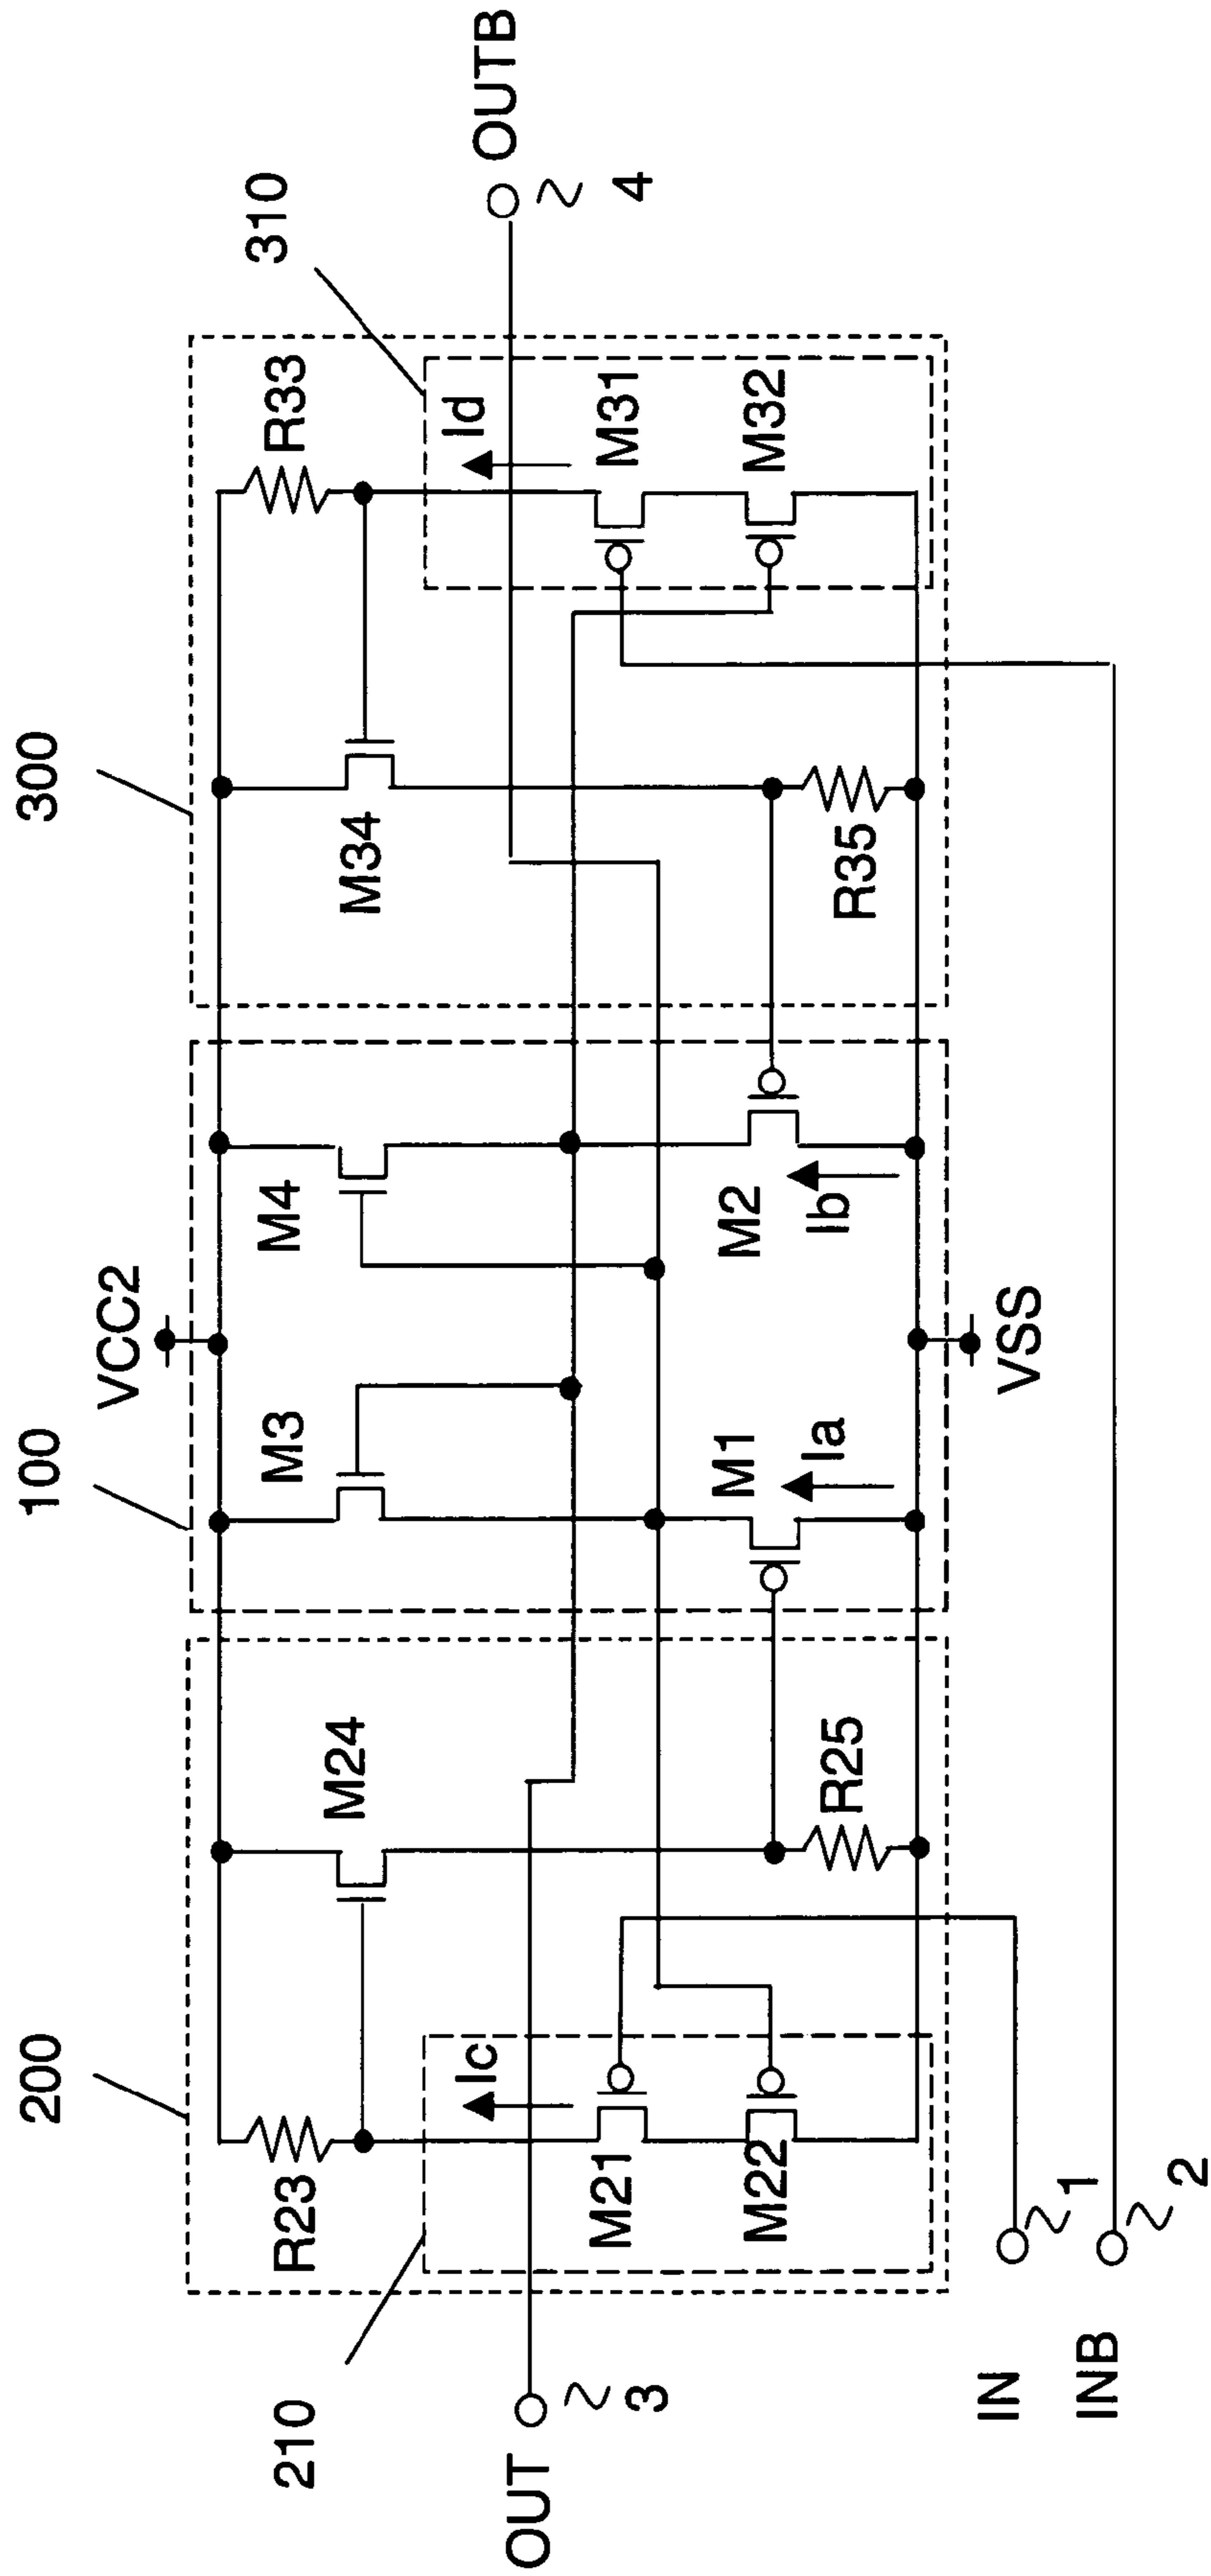 100
VCC2
200
300
210
310
R23
M24
M3
M4
M34
R33
Ic
Id
OUT
3
OUTB
4
M21
M22
R25
M1
Ia
M2
Ib
R35
M31
M32
VSS
IN
1
INB
2